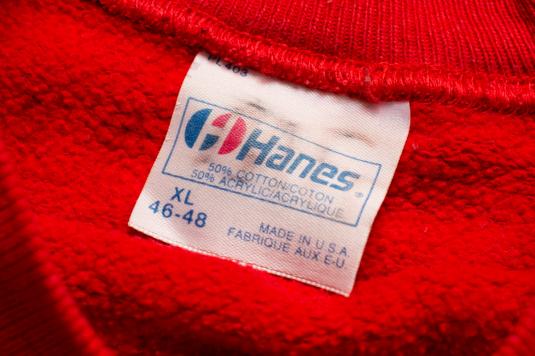 Hanes
50% COTTON/COTON
50% ACRYLIC/ACRYLIQUE
XL
46-48
MADE IN U.S.A.
FABRIQUE AUX E-U.